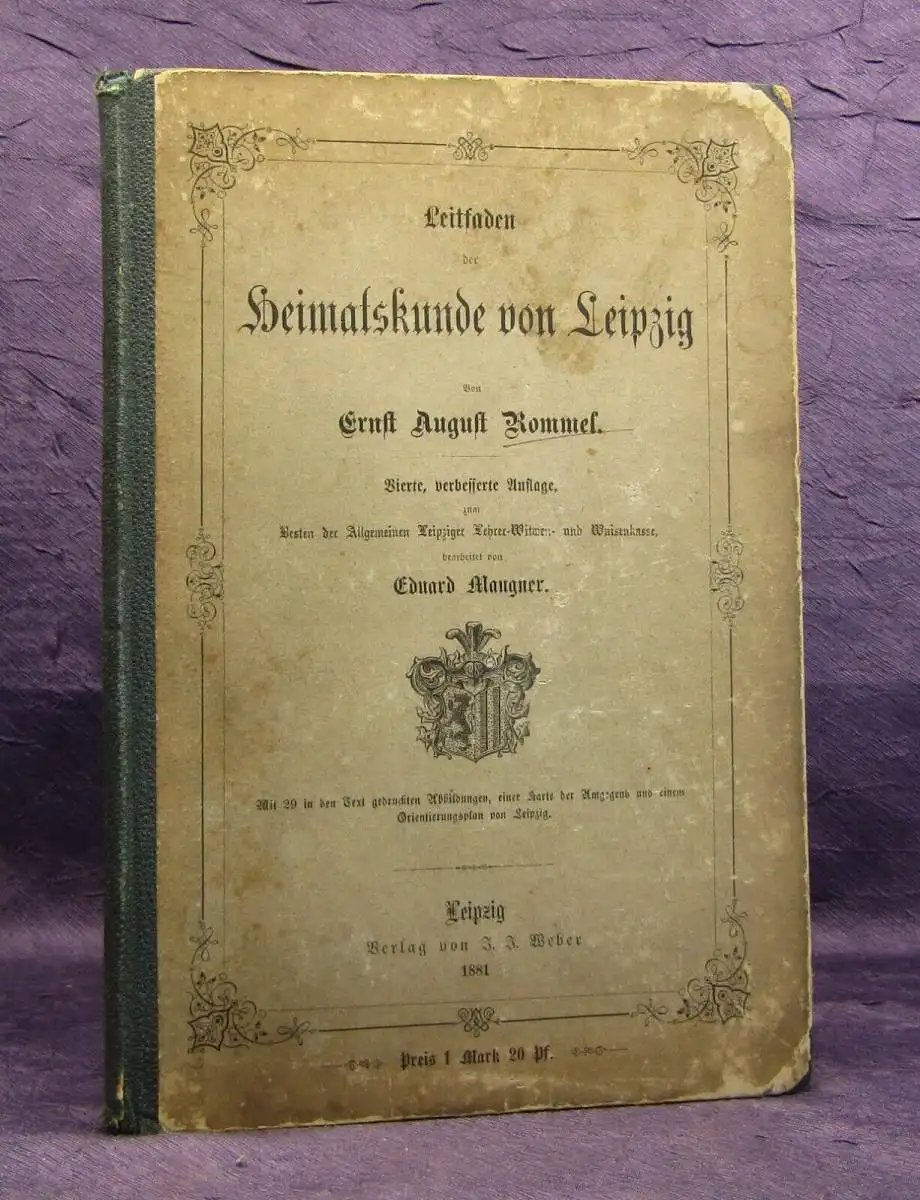 Leitfaden
der
Heimatskunde von Leipzig
Von
Ernst August Rommel.
Vierte, verbesserte Auflage,
zum
Besten der Allgemeinen Leipziger Lehrer-Witwen- und Waisenkasse,
bearbeitet von
Eduard Mangner.
Mit 29 in den Text gedruckten Abbildungen, einer Karte der Umgegend und einem
Orientierungsplan von Leipzig.
Leipzig
Verlag von J. J. Weber
1881
Preis 1 Mark 20 Pf.